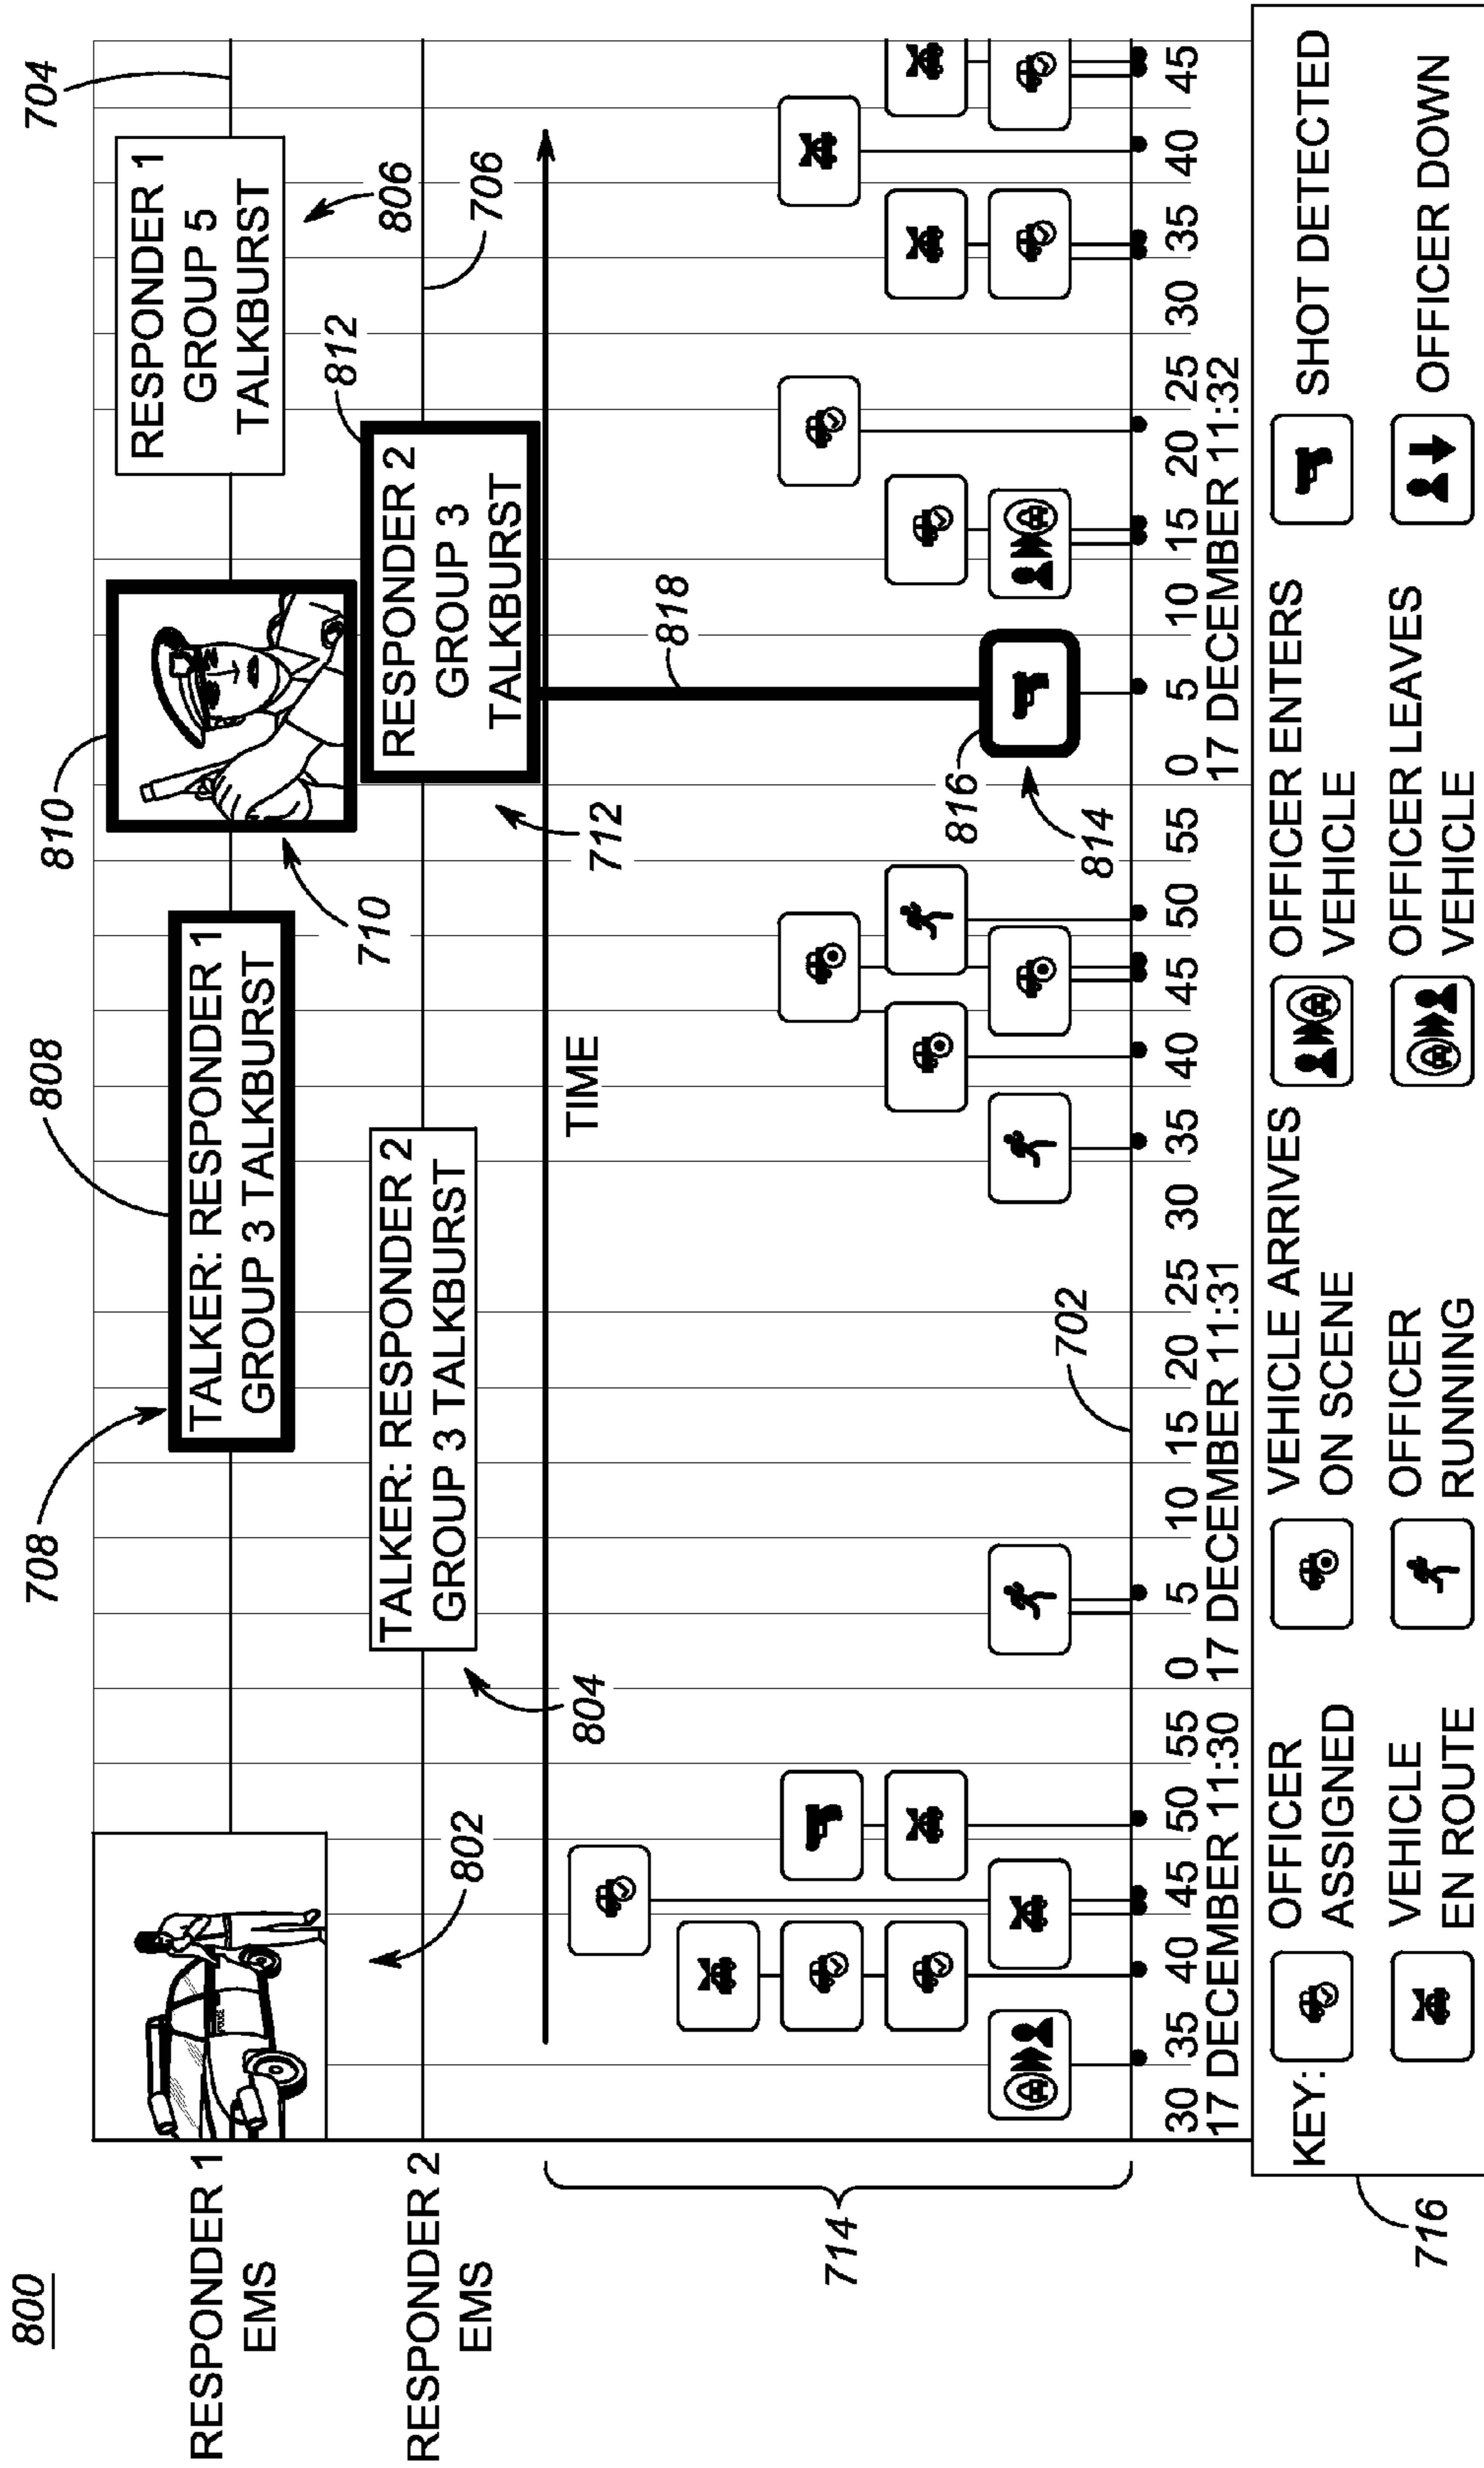 800
708
808
810
704
RESPONDER 1
EMS
TALKER: RESPONDER 1
GROUP 3 TALKBURST
RESPONDER 1
GROUP 5
TALKBURST
710
806
802
RESPONDER 2
EMS
TALKER: RESPONDER 2
GROUP 3 TALKBURST
812
RESPONDER 2
GROUP 3
TALKBURST
706
804
TIME
712
818
714
816
814
702
30 35 40 45 50 55 0 5 10 15 20 25 30 35 40 45 50 55 0 5 10 15 20 25 30 35 40 45
17 DECEMBER 11:30 17 DECEMBER 11:31 17 DECEMBER 11:32
KEY:
OFFICER
ASSIGNED
VEHICLE ARRIVES
ON SCENE
OFFICER ENTERS
VEHICLE
SHOT DETECTED
VEHICLE
EN ROUTE
OFFICER
RUNNING
OFFICER LEAVES
VEHICLE
OFFICER DOWN
716